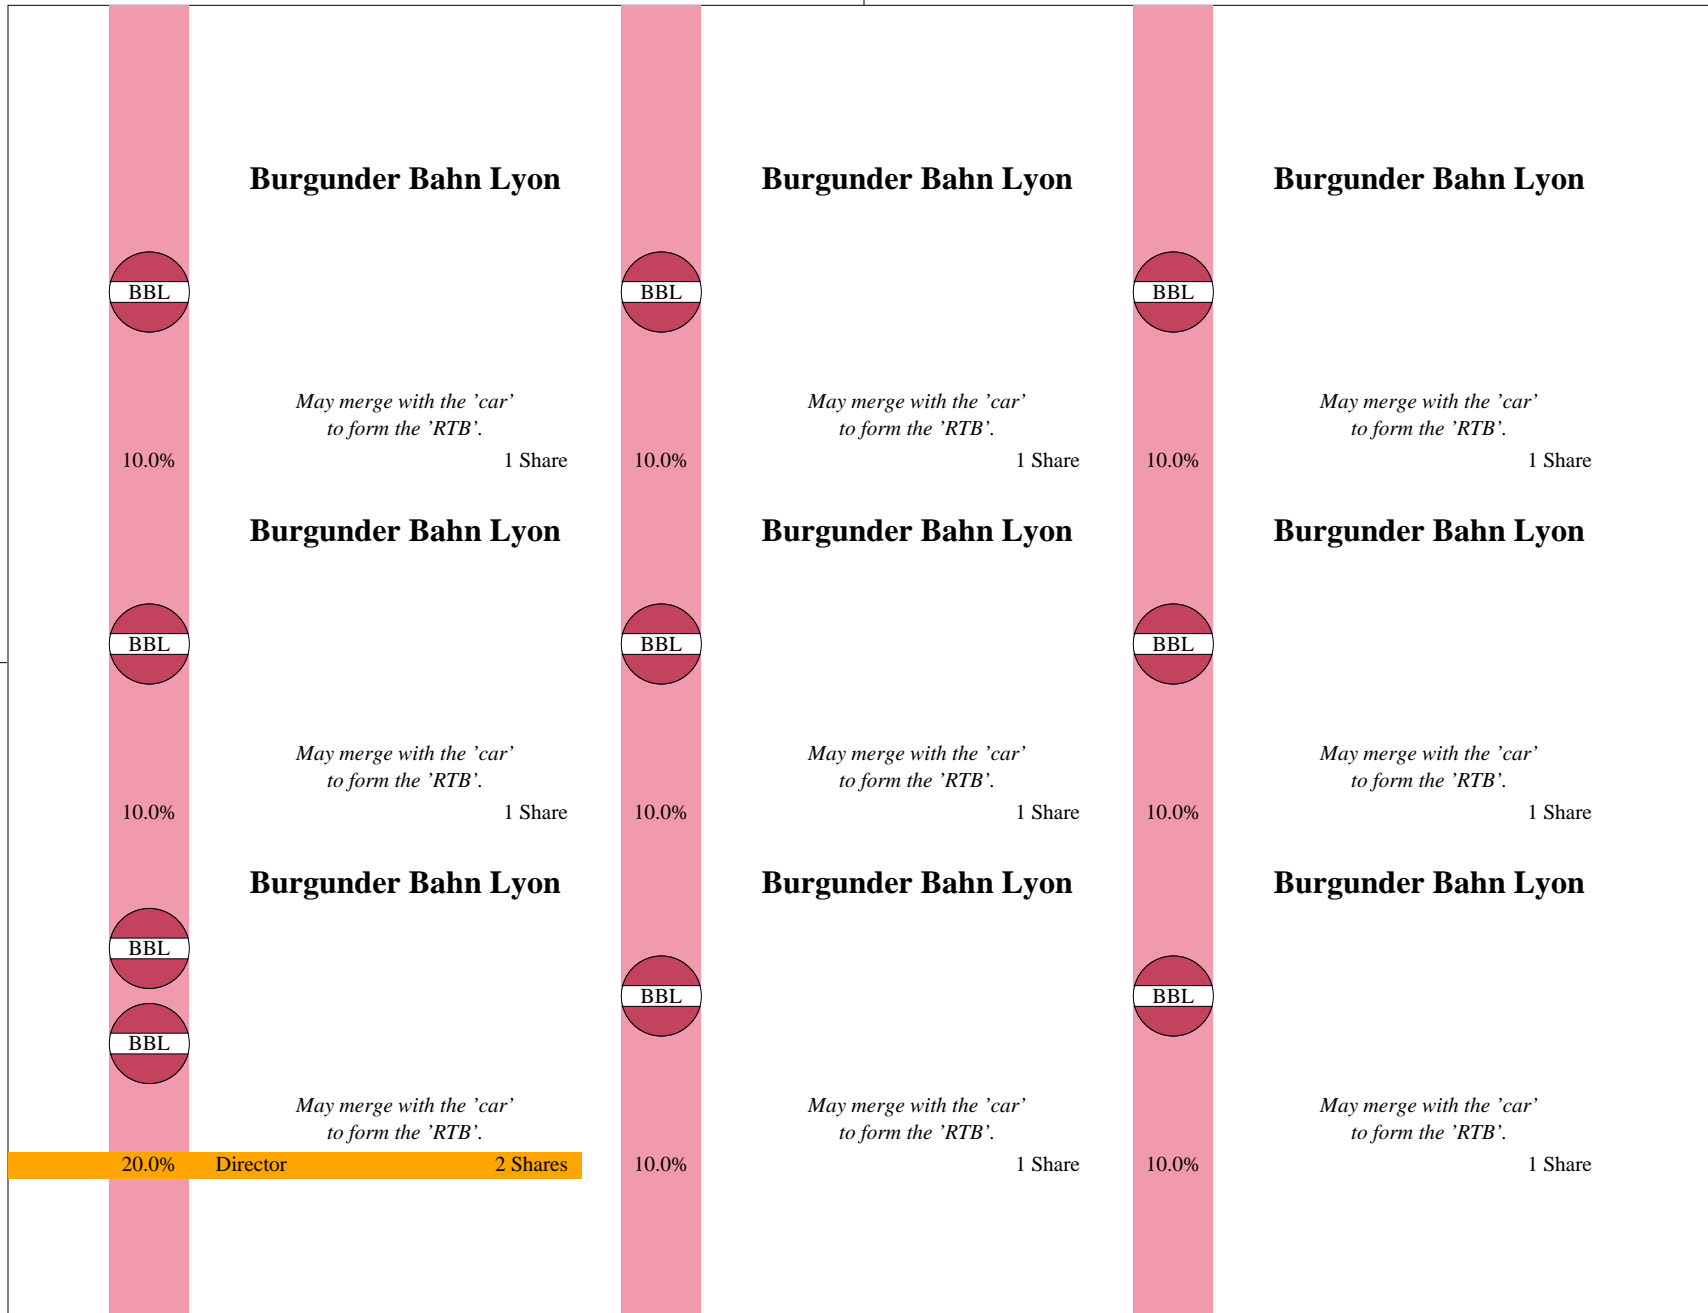 Burgunder Bahn Lyon
BBL
May merge with the ’car’
to form the ’RTB’.
10.0% 1 Share
Burgunder Bahn Lyon
BBL
May merge with the ’car’
to form the ’RTB’.
10.0% 1 Share
Burgunder Bahn Lyon
BBL
May merge with the ’car’
to form the ’RTB’.
10.0% 1 Share
Burgunder Bahn Lyon
BBL
May merge with the ’car’
to form the ’RTB’.
10.0% 1 Share
Burgunder Bahn Lyon
BBL
May merge with the ’car’
to form the ’RTB’.
10.0% 1 Share
Burgunder Bahn Lyon
BBL
May merge with the ’car’
to form the ’RTB’.
10.0% 1 Share
Burgunder Bahn Lyon
BBL
BBL
May merge with the ’car’
to form the ’RTB’.
20.0% Director 2 Shares
Burgunder Bahn Lyon
BBL
May merge with the ’car’
to form the ’RTB’.
10.0% 1 Share
Burgunder Bahn Lyon
BBL
May merge with the ’car’
to form the ’RTB’.
10.0% 1 Share